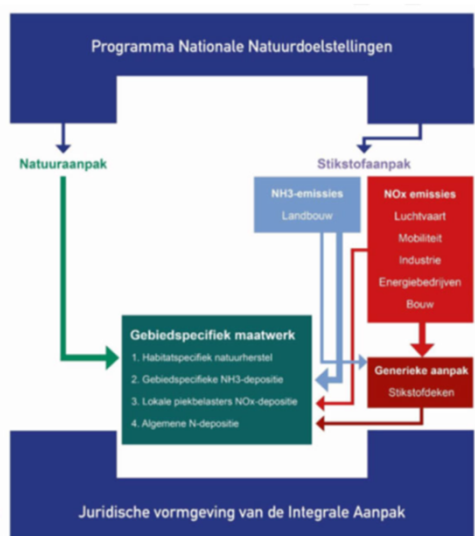 Programma Nationale Natuurdoelstellingen
Natuuraanpak
Stikstofaanpak
NH3-emissies
Landbouw
NOx emissies
Luchtvaart
Mobiliteit
Industrie
Energiebedrijven
Bouw
Gebiedspecifiek maatwerk
1. Habitatspecifiek natuurherstel
2. Gebiedspecifieke NH3-depositie
3. Lokale piekbelasters NOx-depositie
4. Algemene N-depositie
Generieke aanpak
Stikstofdeken
Juridische vormgeving van de Integrale Aanpak